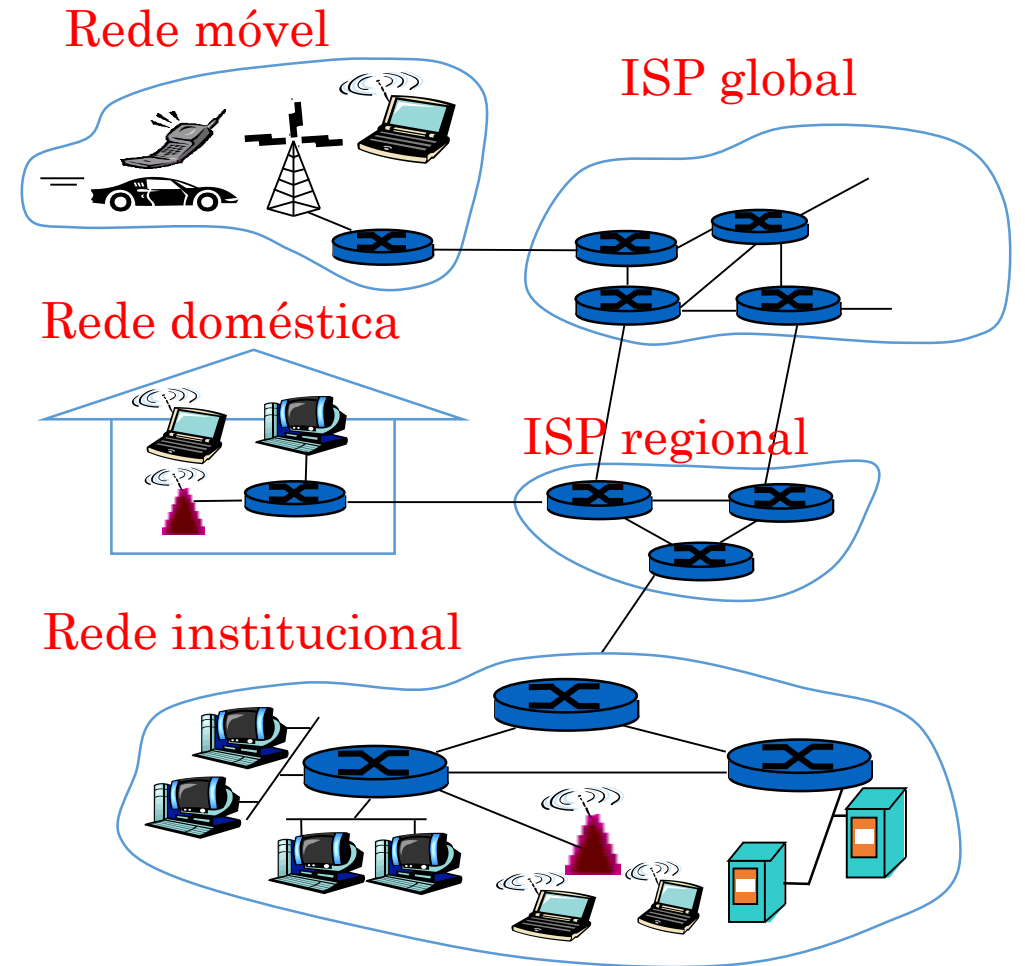 Rede móvel
ISP global
Rede doméstica
ISP regional
Rede institucional